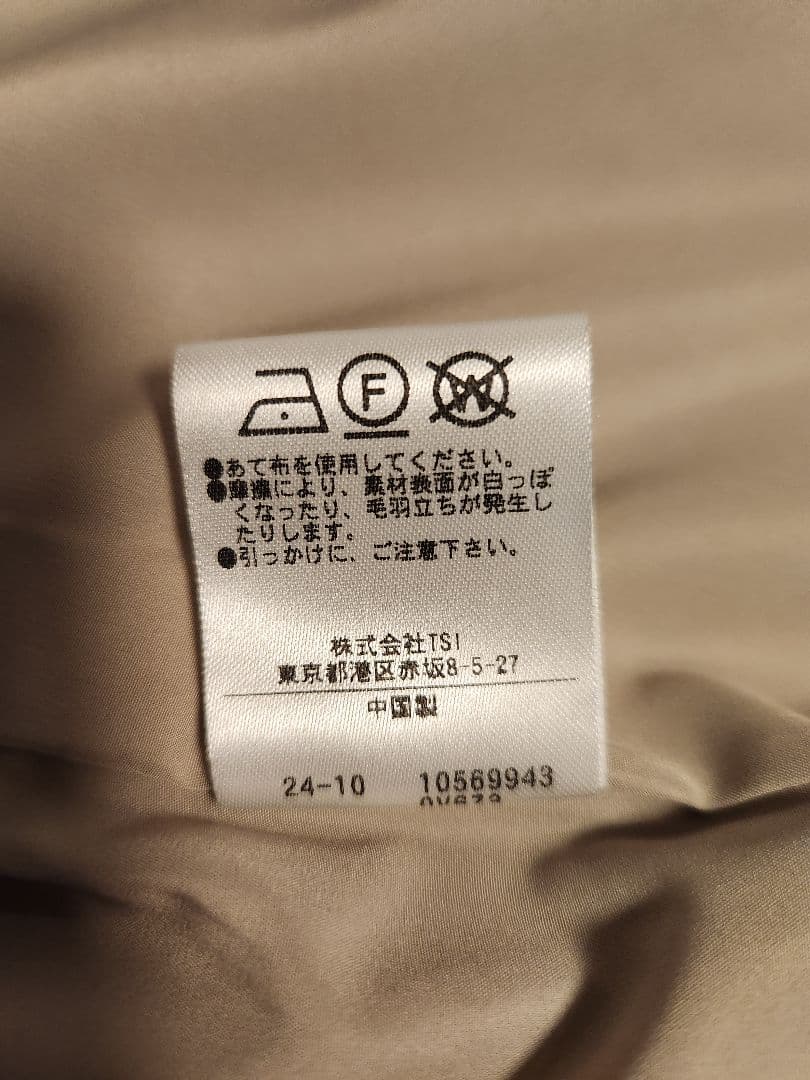 F W
●あて布を使用してください。
●摩擦により、素材表面が白っぽ
くなったり、毛羽立ちが発生し
たりします。
●引っかけに、ご注意下さい。
株式会社TSI
東京都港区赤坂8-5-27
中国製
24-10 10569943